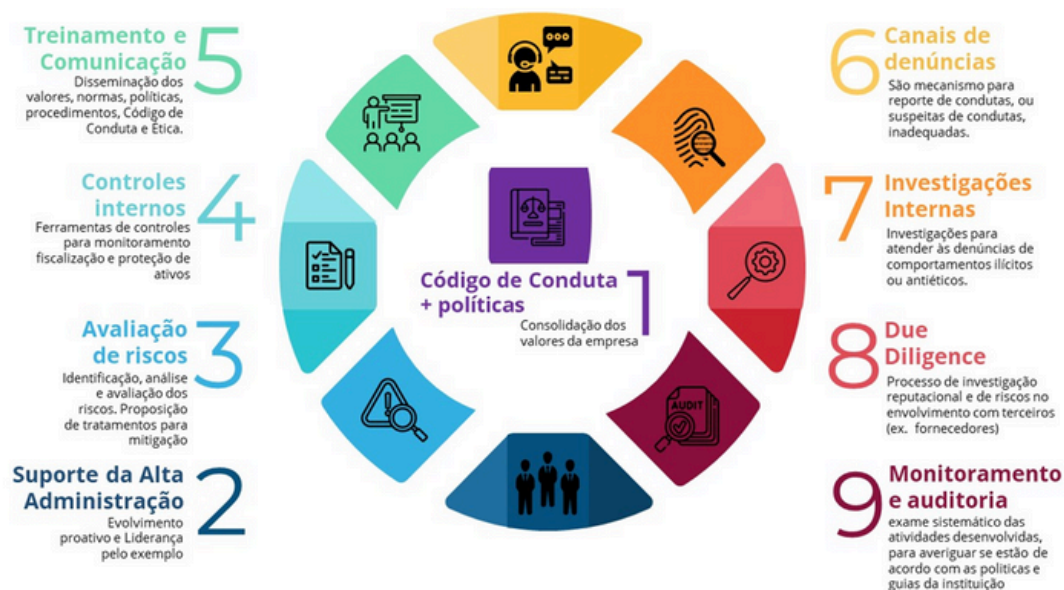 5
Treinamento e
Comunicação
Disseminação dos
valores, normas, políticas,
procedimentos, Código de
Conduta e Ética.
4
Controles
internos
Ferramentas de controles
para monitoramento
fiscalização e proteção de
ativos
3
Avaliação
de riscos
Identificação, análise
e avaliação dos
riscos. Proposição
de tratamentos para
mitigação
2
Suporte da Alta
Administração
Evolvimento
proativo e Liderança
pelo exemplo
1
Código de Conduta
+ políticas
Consolidação dos
valores da empresa
AUDIT
6
Canais de
denúncias
São mecanismo para
reporte de condutas, ou
suspeitas de condutas,
inadequadas.
7
Investigações
Internas
Investigações para
atender às denúncias de
comportamentos ilícitos
ou antiéticos.
8
Due
Diligence
Processo de investigação
reputacional e de riscos no
envolvimento com terceiros
(ex. fornecedores)
9
Monitoramento
e auditoria
exame sistemático das
atividades desenvolvidas,
para averiguar se estão de
acordo com as politicas e
guias da instituição